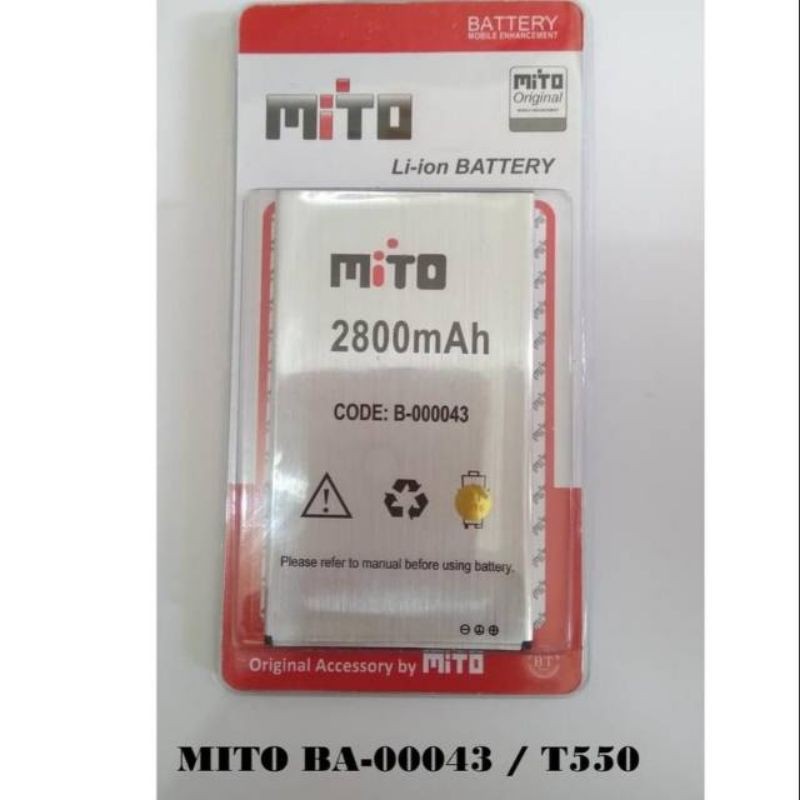 BATTERY
MOBILE ENHANCEMENT
MiTO
MiTO
Original
Li-ion BATTERY
MiTO
2800mAh
CODE: B-000043
Please refer to manual before using battery.
Original Accessory by MiTO
BT
MITO BA-00043 / T550